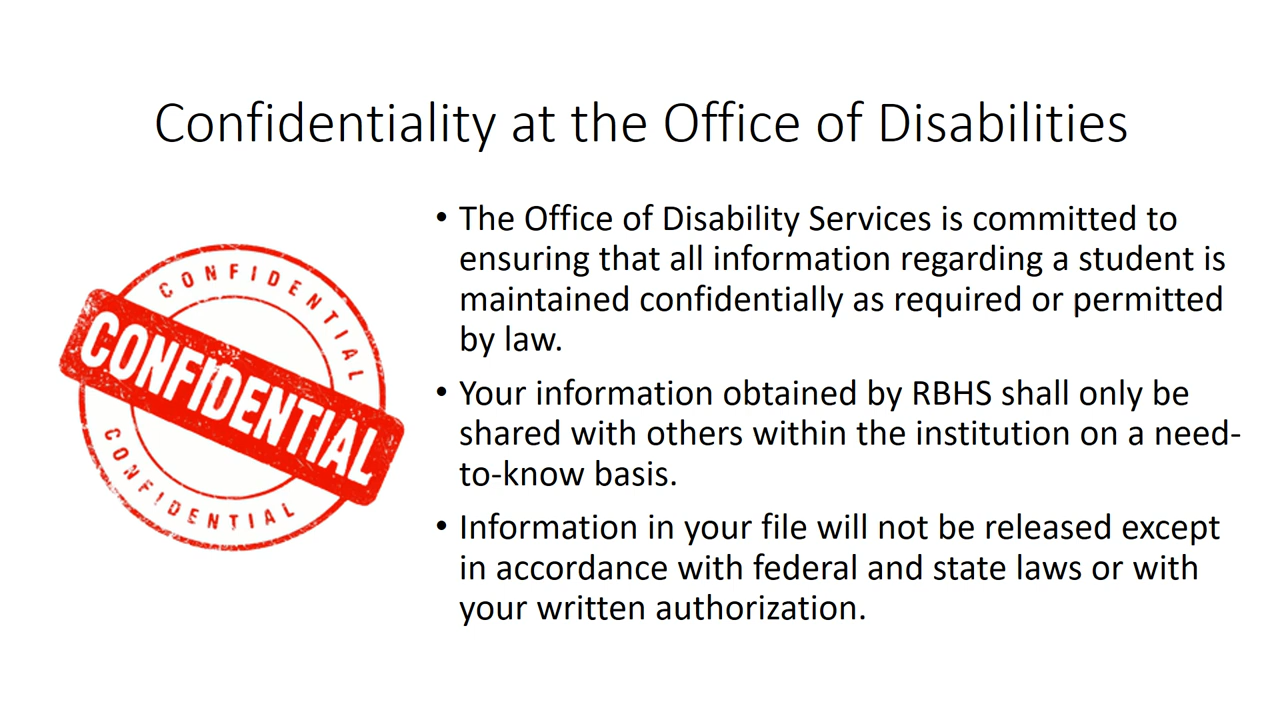 Confidentiality at the Office of Disabilities
CONFIDENTIAL
CONFIDENTIAL
CONFIDENTIAL
• The Office of Disability Services is committed to
ensuring that all information regarding a student is
maintained confidentially as required or permitted
by law.
• Your information obtained by RBHS shall only be
shared with others within the institution on a need-
to-know basis.
• Information in your file will not be released except
in accordance with federal and state laws or with
your written authorization.